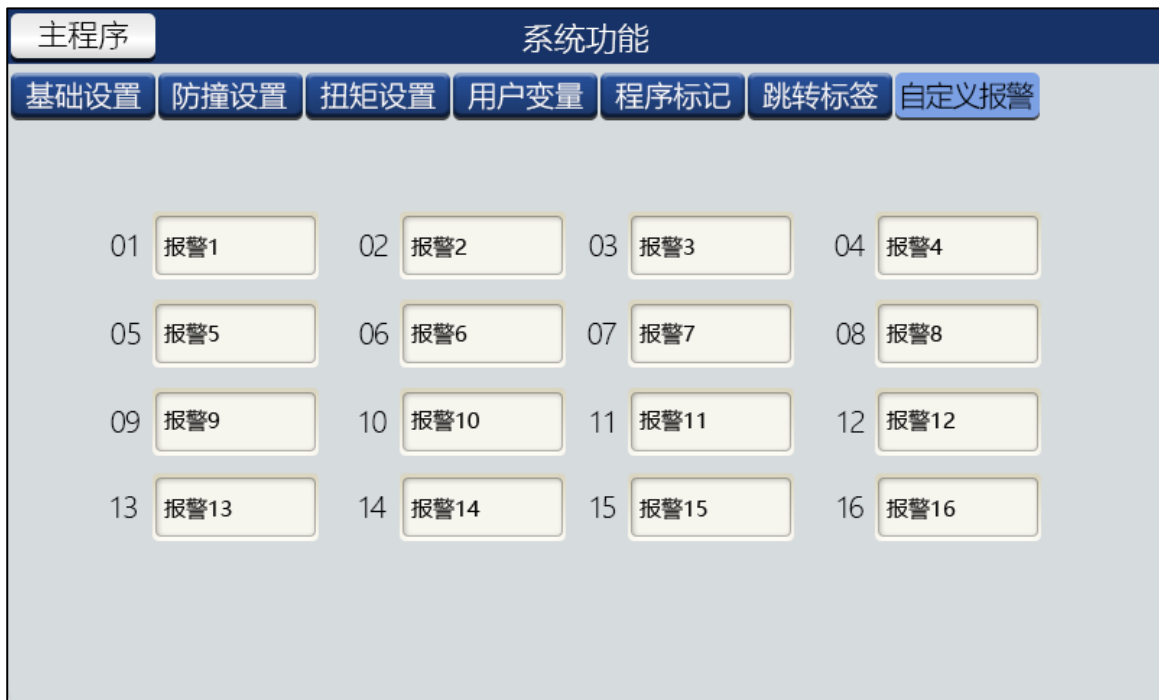 主程序 系统功能
基础设置 防撞设置 扭矩设置 用户变量 程序标记 跳转标签 自定义报警
01 报警1 02 报警2 03 报警3 04 报警4
05 报警5 06 报警6 07 报警7 08 报警8
09 报警9 10 报警10 11 报警11 12 报警12
13 报警13 14 报警14 15 报警15 16 报警16